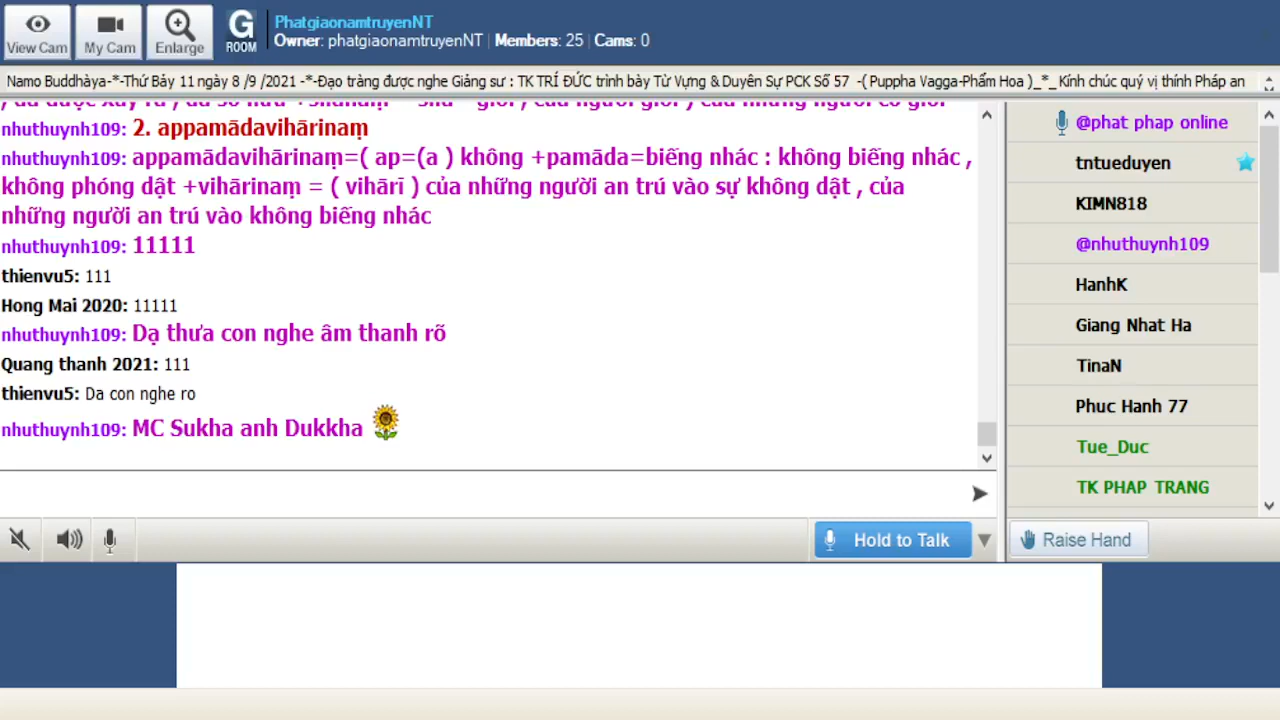 View Cam
My Cam
Enlarge
G
ROOM
PhatgiaonamtruyenNT
Owner: phatgiaonamtruyenNT | Members: 25 | Cams: 0
Namo Buddhàya-*-Thứ Bảy 11 ngày 8 /9 /2021 -*-Đạo tràng được nghe Giảng sư : TK TRÍ ĐỨC trình bày Từ Vựng & Duyên Sự PCK Số 57 -( Puppha Vagga-Phẩm Hoa )_*_Kính chúc quý vị thính Pháp an
nhuthuynh109: 2. appamādavihārinaṃ
nhuthuynh109: appamādavihārinaṃ=( ap=(a ) không +pamāda=biếng nhác : không biếng nhác ,
không phóng dật +vihārinaṃ = ( vihārī ) của những người an trú vào sự không dật , của
những người an trú vào không biếng nhác
nhuthuynh109: 11111
thienvu5: 111
Hong Mai 2020: 11111
nhuthuynh109: Dạ thưa con nghe âm thanh rõ
Quang thanh 2021: 111
thienvu5: Da con nghe ro
nhuthuynh109: MC Sukha anh Dukkha
@phat phap online
tntueduyen
KIMN818
@nhuthuynh109
HanhK
Giang Nhat Ha
TinaN
Phuc Hanh 77
Tue_Duc
TK PHAP TRANG
Hold to Talk
Raise Hand